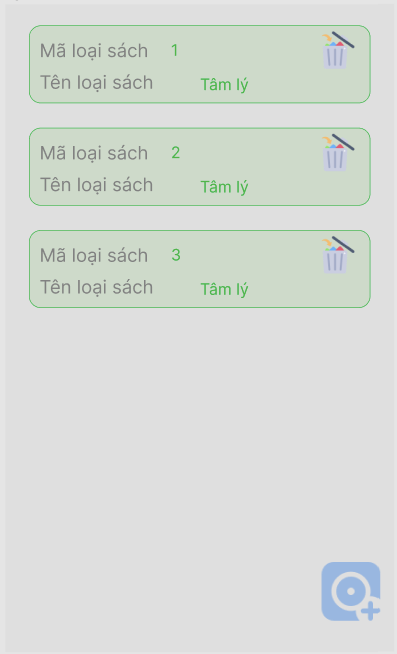 Mã loại sách 1
Tên loại sách Tâm lý
Mã loại sách 2
Tên loại sách Tâm lý
Mã loại sách 3
Tên loại sách Tâm lý